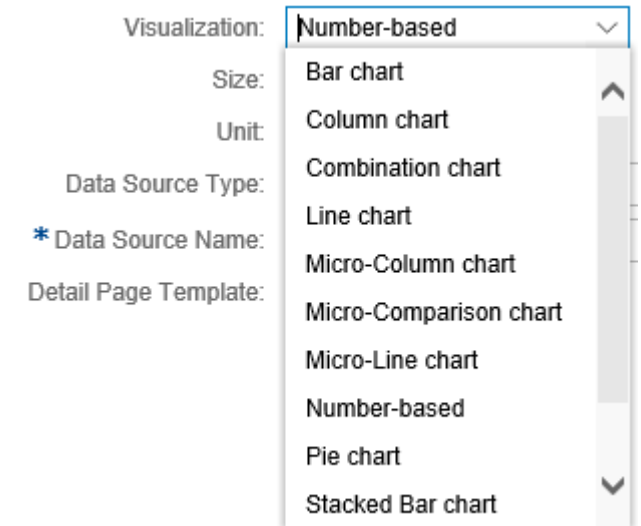 Visualization: Number-based
Size: Bar chart
Unit: Column chart
Data Source Type: Combination chart
Line chart
* Data Source Name: Micro-Column chart
Detail Page Template: Micro-Comparison chart
Micro-Line chart
Number-based
Pie chart
Stacked Bar chart